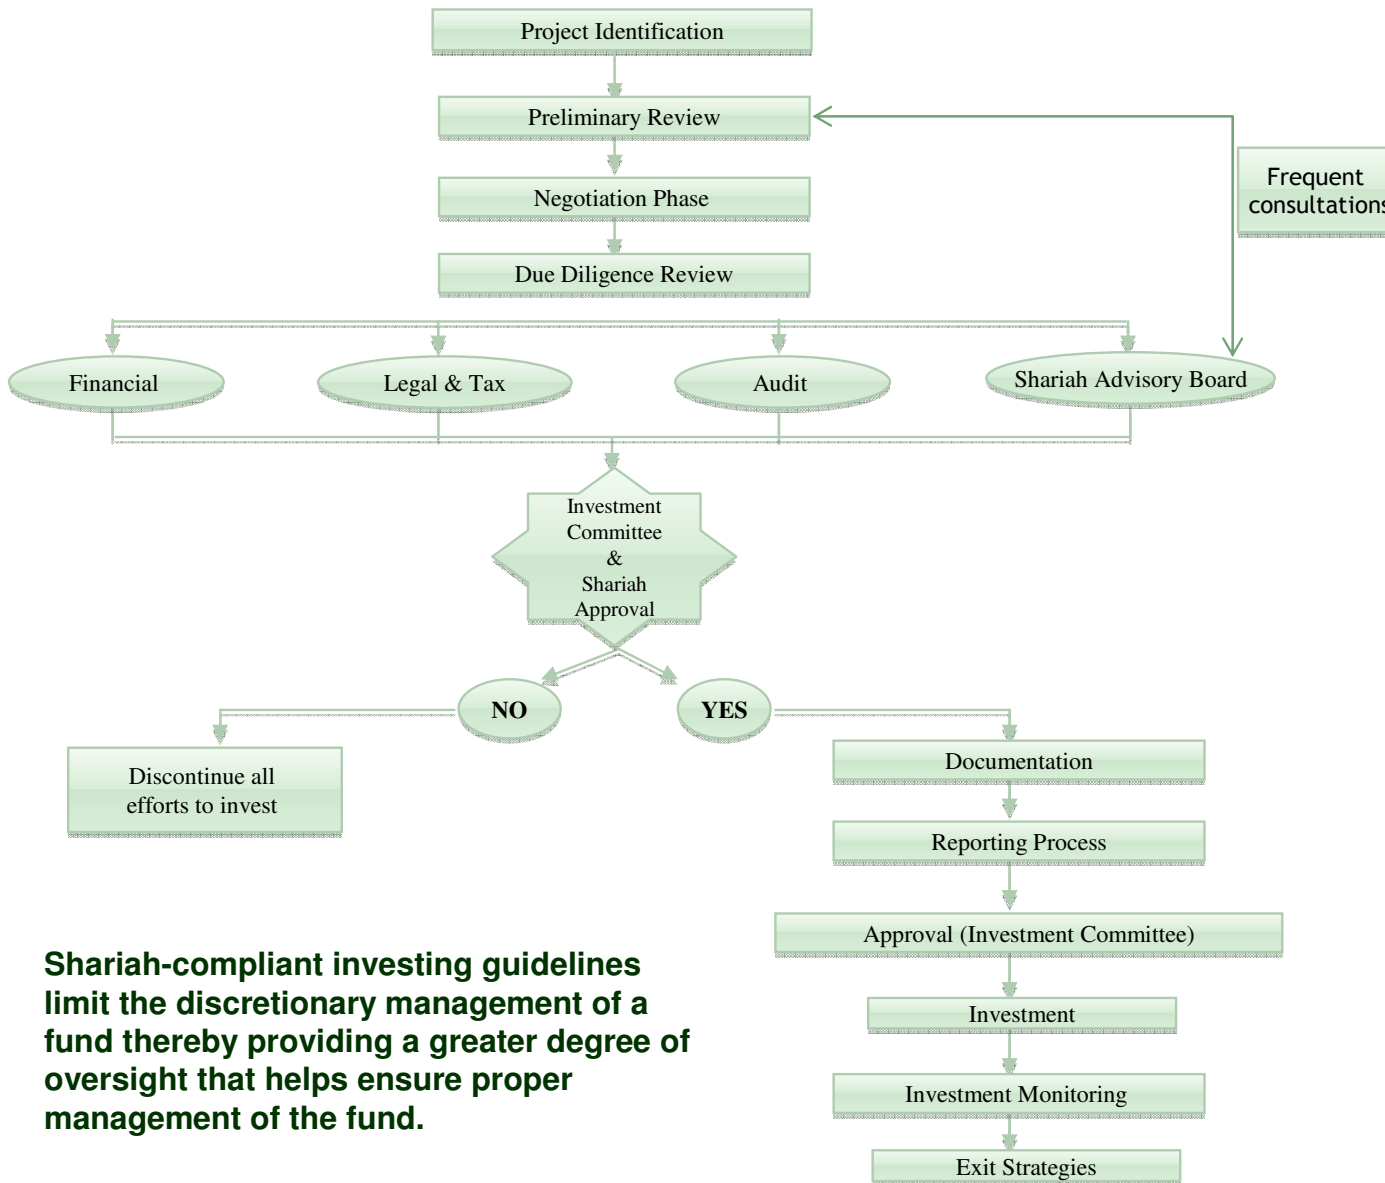 Project Identification
Preliminary Review
Frequent
consultations
Negotiation Phase
Due Diligence Review
Financial
Legal & Tax
Audit
Shariah Advisory Board
Investment
Committee
&
Shariah
Approval
NO
YES
Discontinue all
efforts to invest
Documentation
Reporting Process
Approval (Investment Committee)
Investment
Investment Monitoring
Exit Strategies
Shariah-compliant investing guidelines
limit the discretionary management of a
fund thereby providing a greater degree of
oversight that helps ensure proper
management of the fund.